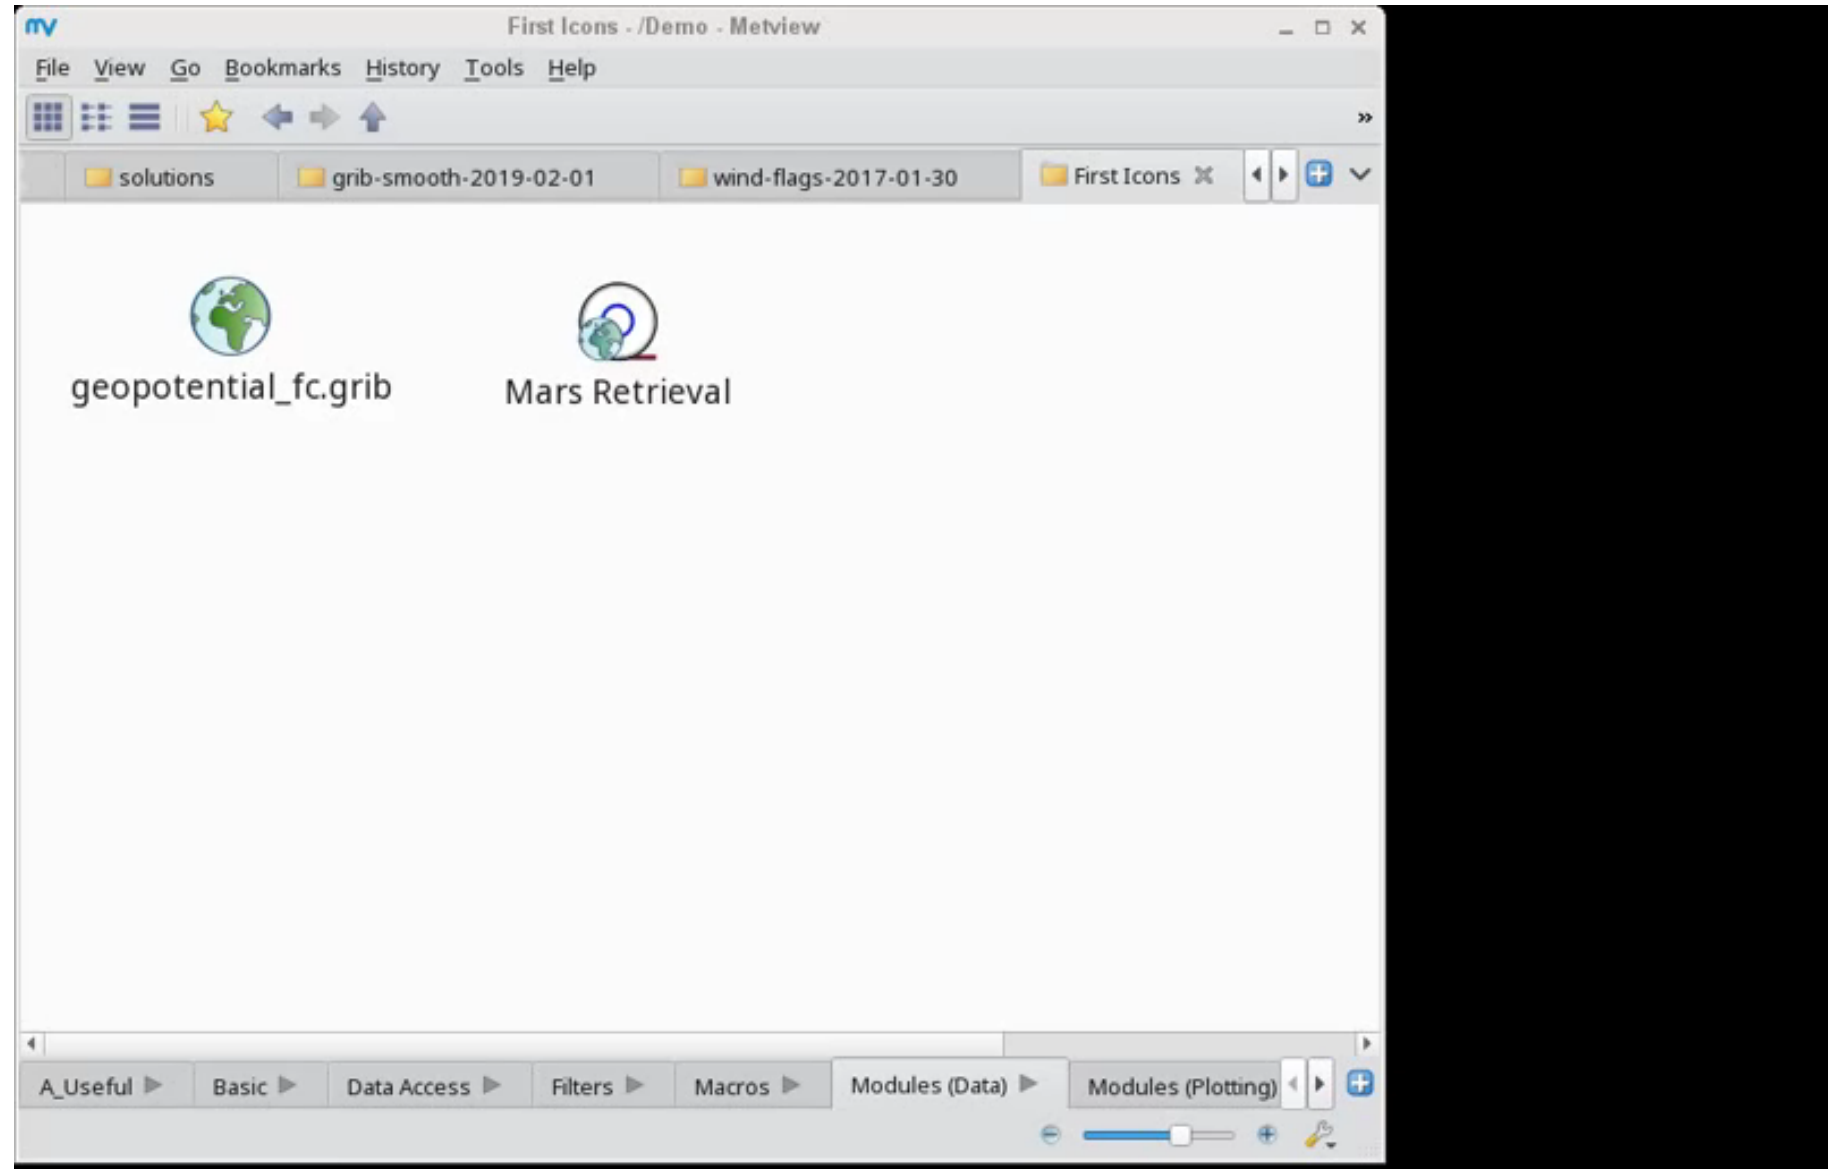 mv First Icons - /Demo - Metview
File View Go Bookmarks History Tools Help
»
solutions grib-smooth-2019-02-01 wind-flags-2017-01-30 First Icons
geopotential_fc.grib Mars Retrieval
A_Useful Basic Data Access Filters Macros Modules (Data) Modules (Plotting)